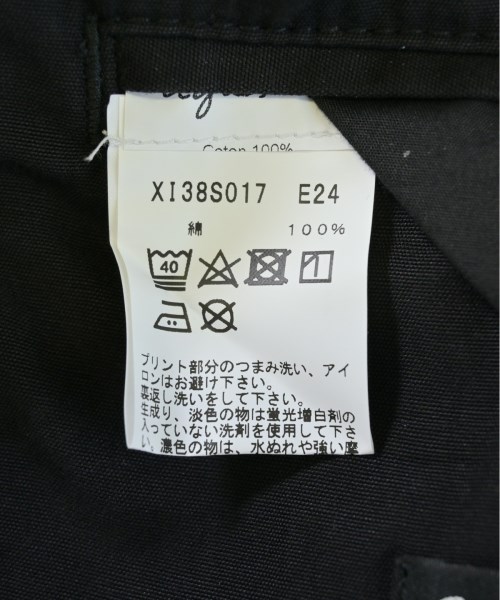 Coton 100%
XI38S017 E24
綿 100%
40
プリント部分のつまみ洗い、アイ
ロンはお避け下さい。
裏返し洗いをして下さい。
生成り、淡色の物は蛍光増白剤の
入っていない洗剤を使用して下さ
い。濃色の物は、水ぬれや強い摩